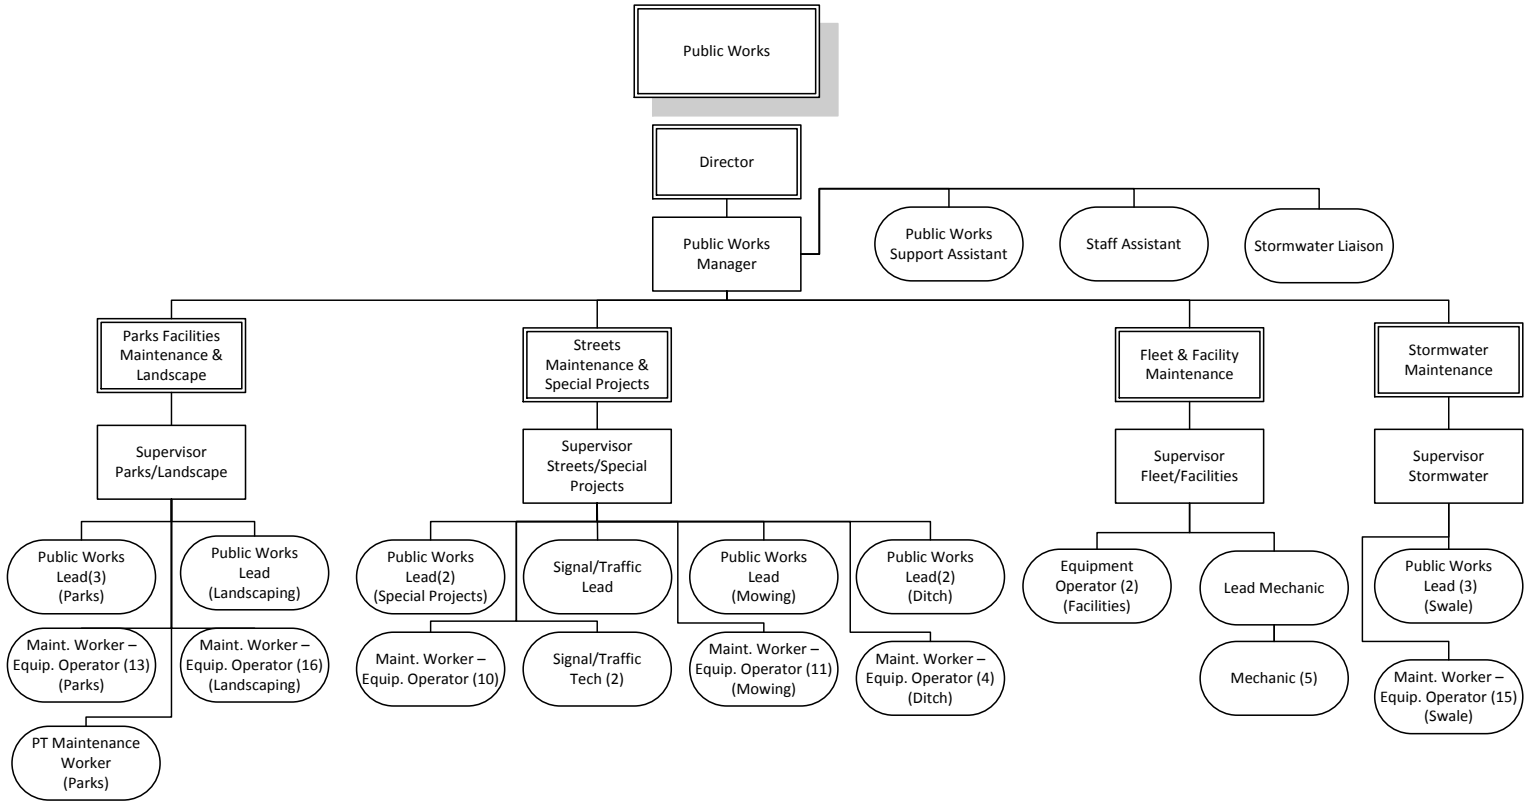 Public Works
Director
Public Works
Manager
Public Works
Support Assistant
Staff Assistant
Stormwater Liaison
Parks Facilities
Maintenance &
Landscape
Streets
Maintenance &
Special Projects
Fleet & Facility
Maintenance
Stormwater
Maintenance
Supervisor
Parks/Landscape
Supervisor
Streets/Special
Projects
Supervisor
Fleet/Facilities
Supervisor
Stormwater
Public Works
Lead(3)
(Parks)
Public Works
Lead
(Landscaping)
Public Works
Lead(2)
(Special Projects)
Signal/Traffic
Lead
Public Works
Lead
(Mowing)
Public Works
Lead(2)
(Ditch)
Equipment
Operator (2)
(Facilities)
Lead Mechanic
Public Works
Lead (3)
(Swale)
Maint. Worker –
Equip. Operator (13)
(Parks)
Maint. Worker –
Equip. Operator (16)
(Landscaping)
Maint. Worker –
Equip. Operator (10)
Signal/Traffic
Tech (2)
Maint. Worker –
Equip. Operator (11)
(Mowing)
Maint. Worker –
Equip. Operator (4)
(Ditch)
Mechanic (5)
Maint. Worker –
Equip. Operator (15)
(Swale)
PT Maintenance
Worker
(Parks)